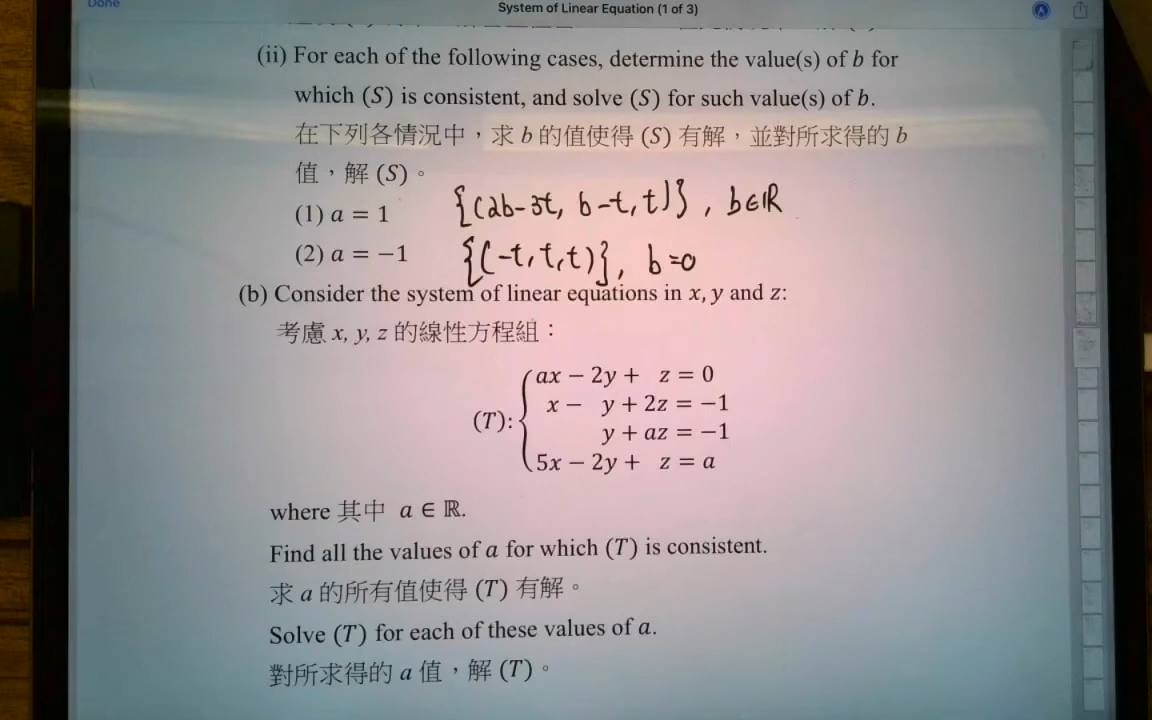 Done
System of Linear Equation (1 of 3)
(ii) For each of the following cases, determine the value(s) of b for
which (S) is consistent, and solve (S) for such value(s) of b.
在下列各情況中，求 b 的值使得 (S) 有解，並對所求得的 b
值，解 (S)。
(1) a = 1 {(2b-3t, b-t, t)}, b∈ℝ
(2) a = −1 {(-t, t, t)}, b=0
(b) Consider the system of linear equations in x, y and z:
考慮 x, y, z 的線性方程組：
ax − 2y + z = 0
x − y + 2z = −1
(T):
y + az = −1
5x − 2y + z = a
where 其中 a ∈ ℝ.
Find all the values of a for which (T) is consistent.
求 a 的所有值使得 (T) 有解。
Solve (T) for each of these values of a.
對所求得的 a 值，解 (T)。